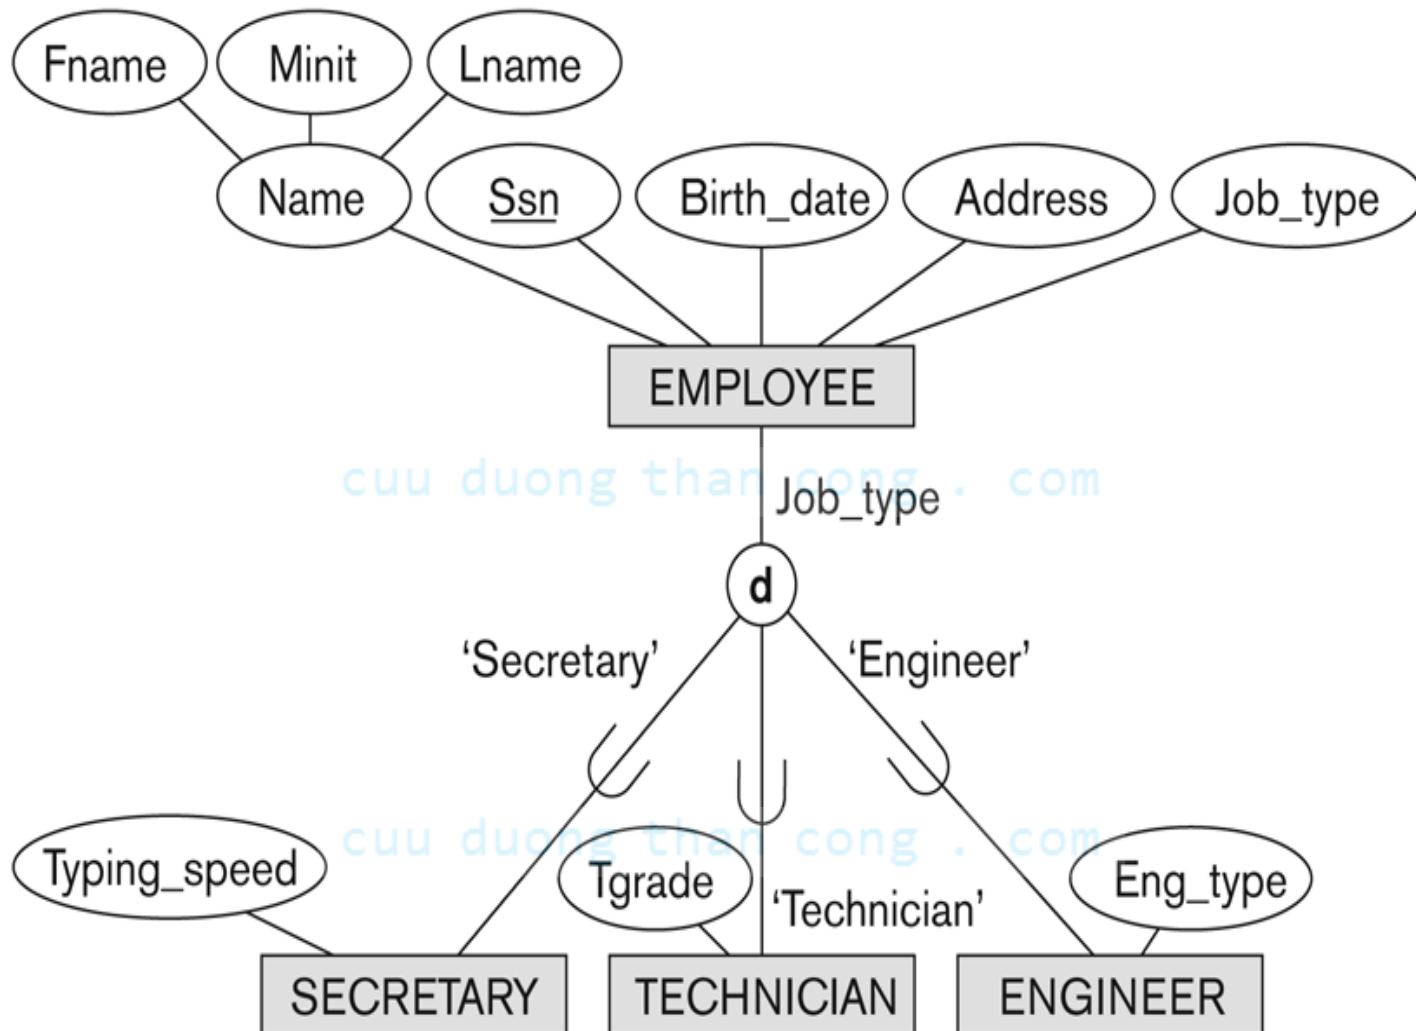 Fname Minit Lname
Name Ssn Birth_date Address Job_type
EMPLOYEE
cuu duong than cong . com
Job_type
d
‘Secretary’ ‘Engineer’
cuu duong than cong . com
Typing_speed Tgrade Eng_type
‘Technician’
SECRETARY TECHNICIAN ENGINEER